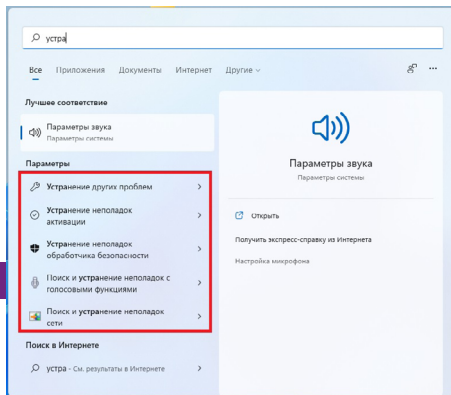 устра
Все Приложения Документы Интернет Другие
Лучшее соответствие
Параметры звука
Параметры системы
Параметры
Устранение других проблем
Устранение неполадок
активации
Устранение неполадок
обработчика безопасности
Поиск и устранение неполадок с
голосовыми функциями
Поиск и устранение неполадок
сети
Поиск в Интернете
устра - См. результаты в Интернете
Параметры звука
Параметры системы
Открыть
Получить экспресс-справку из Интернета
Настройка микрофона